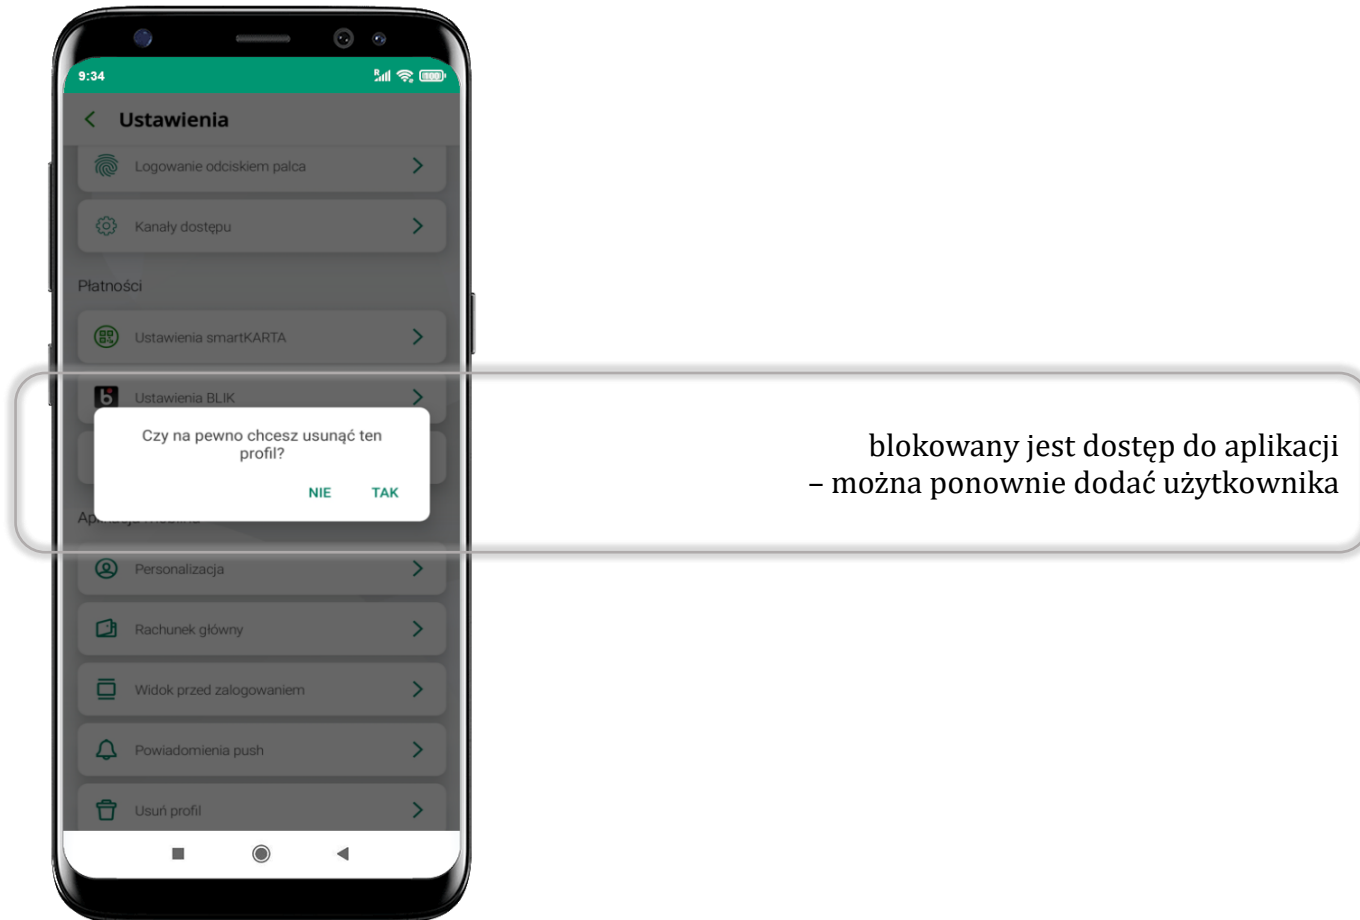 9:34
R
100
Ustawienia
Logowanie odciskiem palca
Kanały dostępu
Płatności
Ustawienia smartKARTA
Ustawienia BLIK
Czy na pewno chcesz usunąć ten
profil?
NIE TAK
Personalizacja
Rachunek główny
Widok przed zalogowaniem
Powiadomienia push
Usuń profil
blokowany jest dostęp do aplikacji
– można ponownie dodać użytkownika